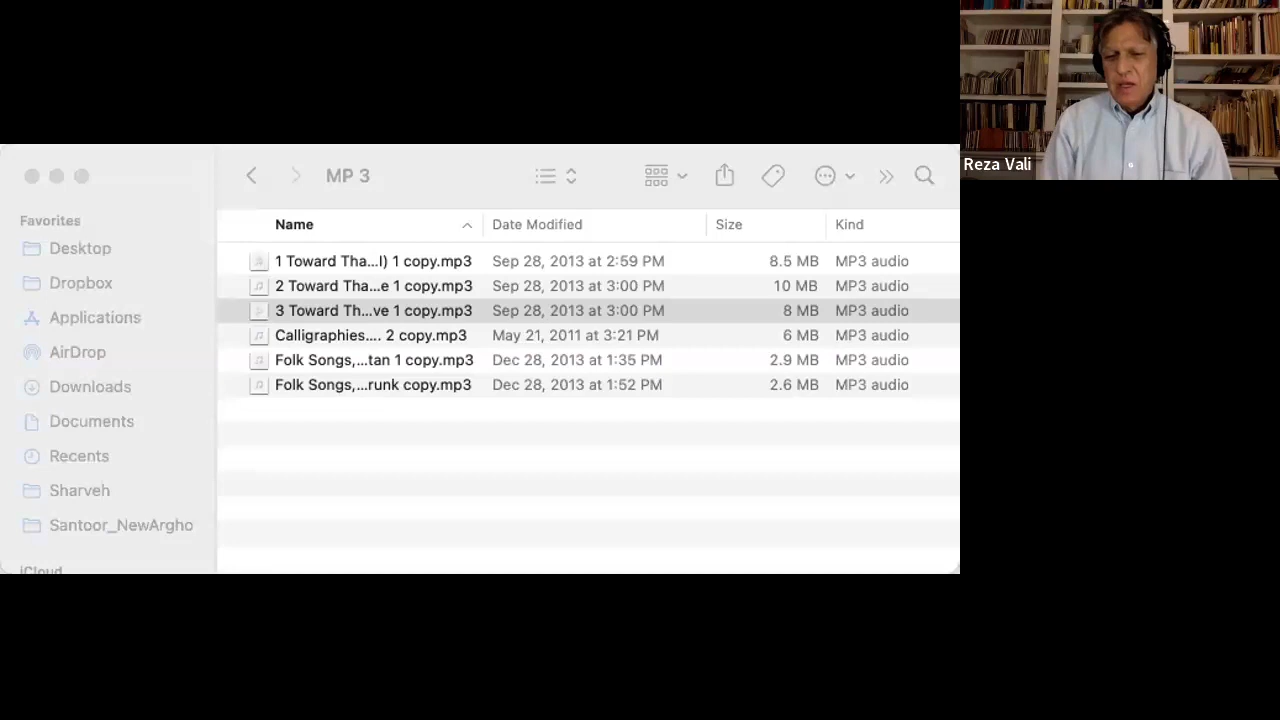 Reza Vali
MP 3
Favorites
Desktop
Dropbox
Applications
AirDrop
Downloads
Documents
Recents
Sharveh
Santoor_NewArgho
iCloud
Name Date Modified Size Kind
1 Toward Tha...l) 1 copy.mp3 Sep 28, 2013 at 2:59 PM 8.5 MB MP3 audio
2 Toward Tha...e 1 copy.mp3 Sep 28, 2013 at 3:00 PM 10 MB MP3 audio
3 Toward Th...ve 1 copy.mp3 Sep 28, 2013 at 3:00 PM 8 MB MP3 audio
Calligraphies.... 2 copy.mp3 May 21, 2011 at 3:21 PM 6 MB MP3 audio
Folk Songs,...tan 1 copy.mp3 Dec 28, 2013 at 1:35 PM 2.9 MB MP3 audio
Folk Songs,...runk copy.mp3 Dec 28, 2013 at 1:52 PM 2.6 MB MP3 audio